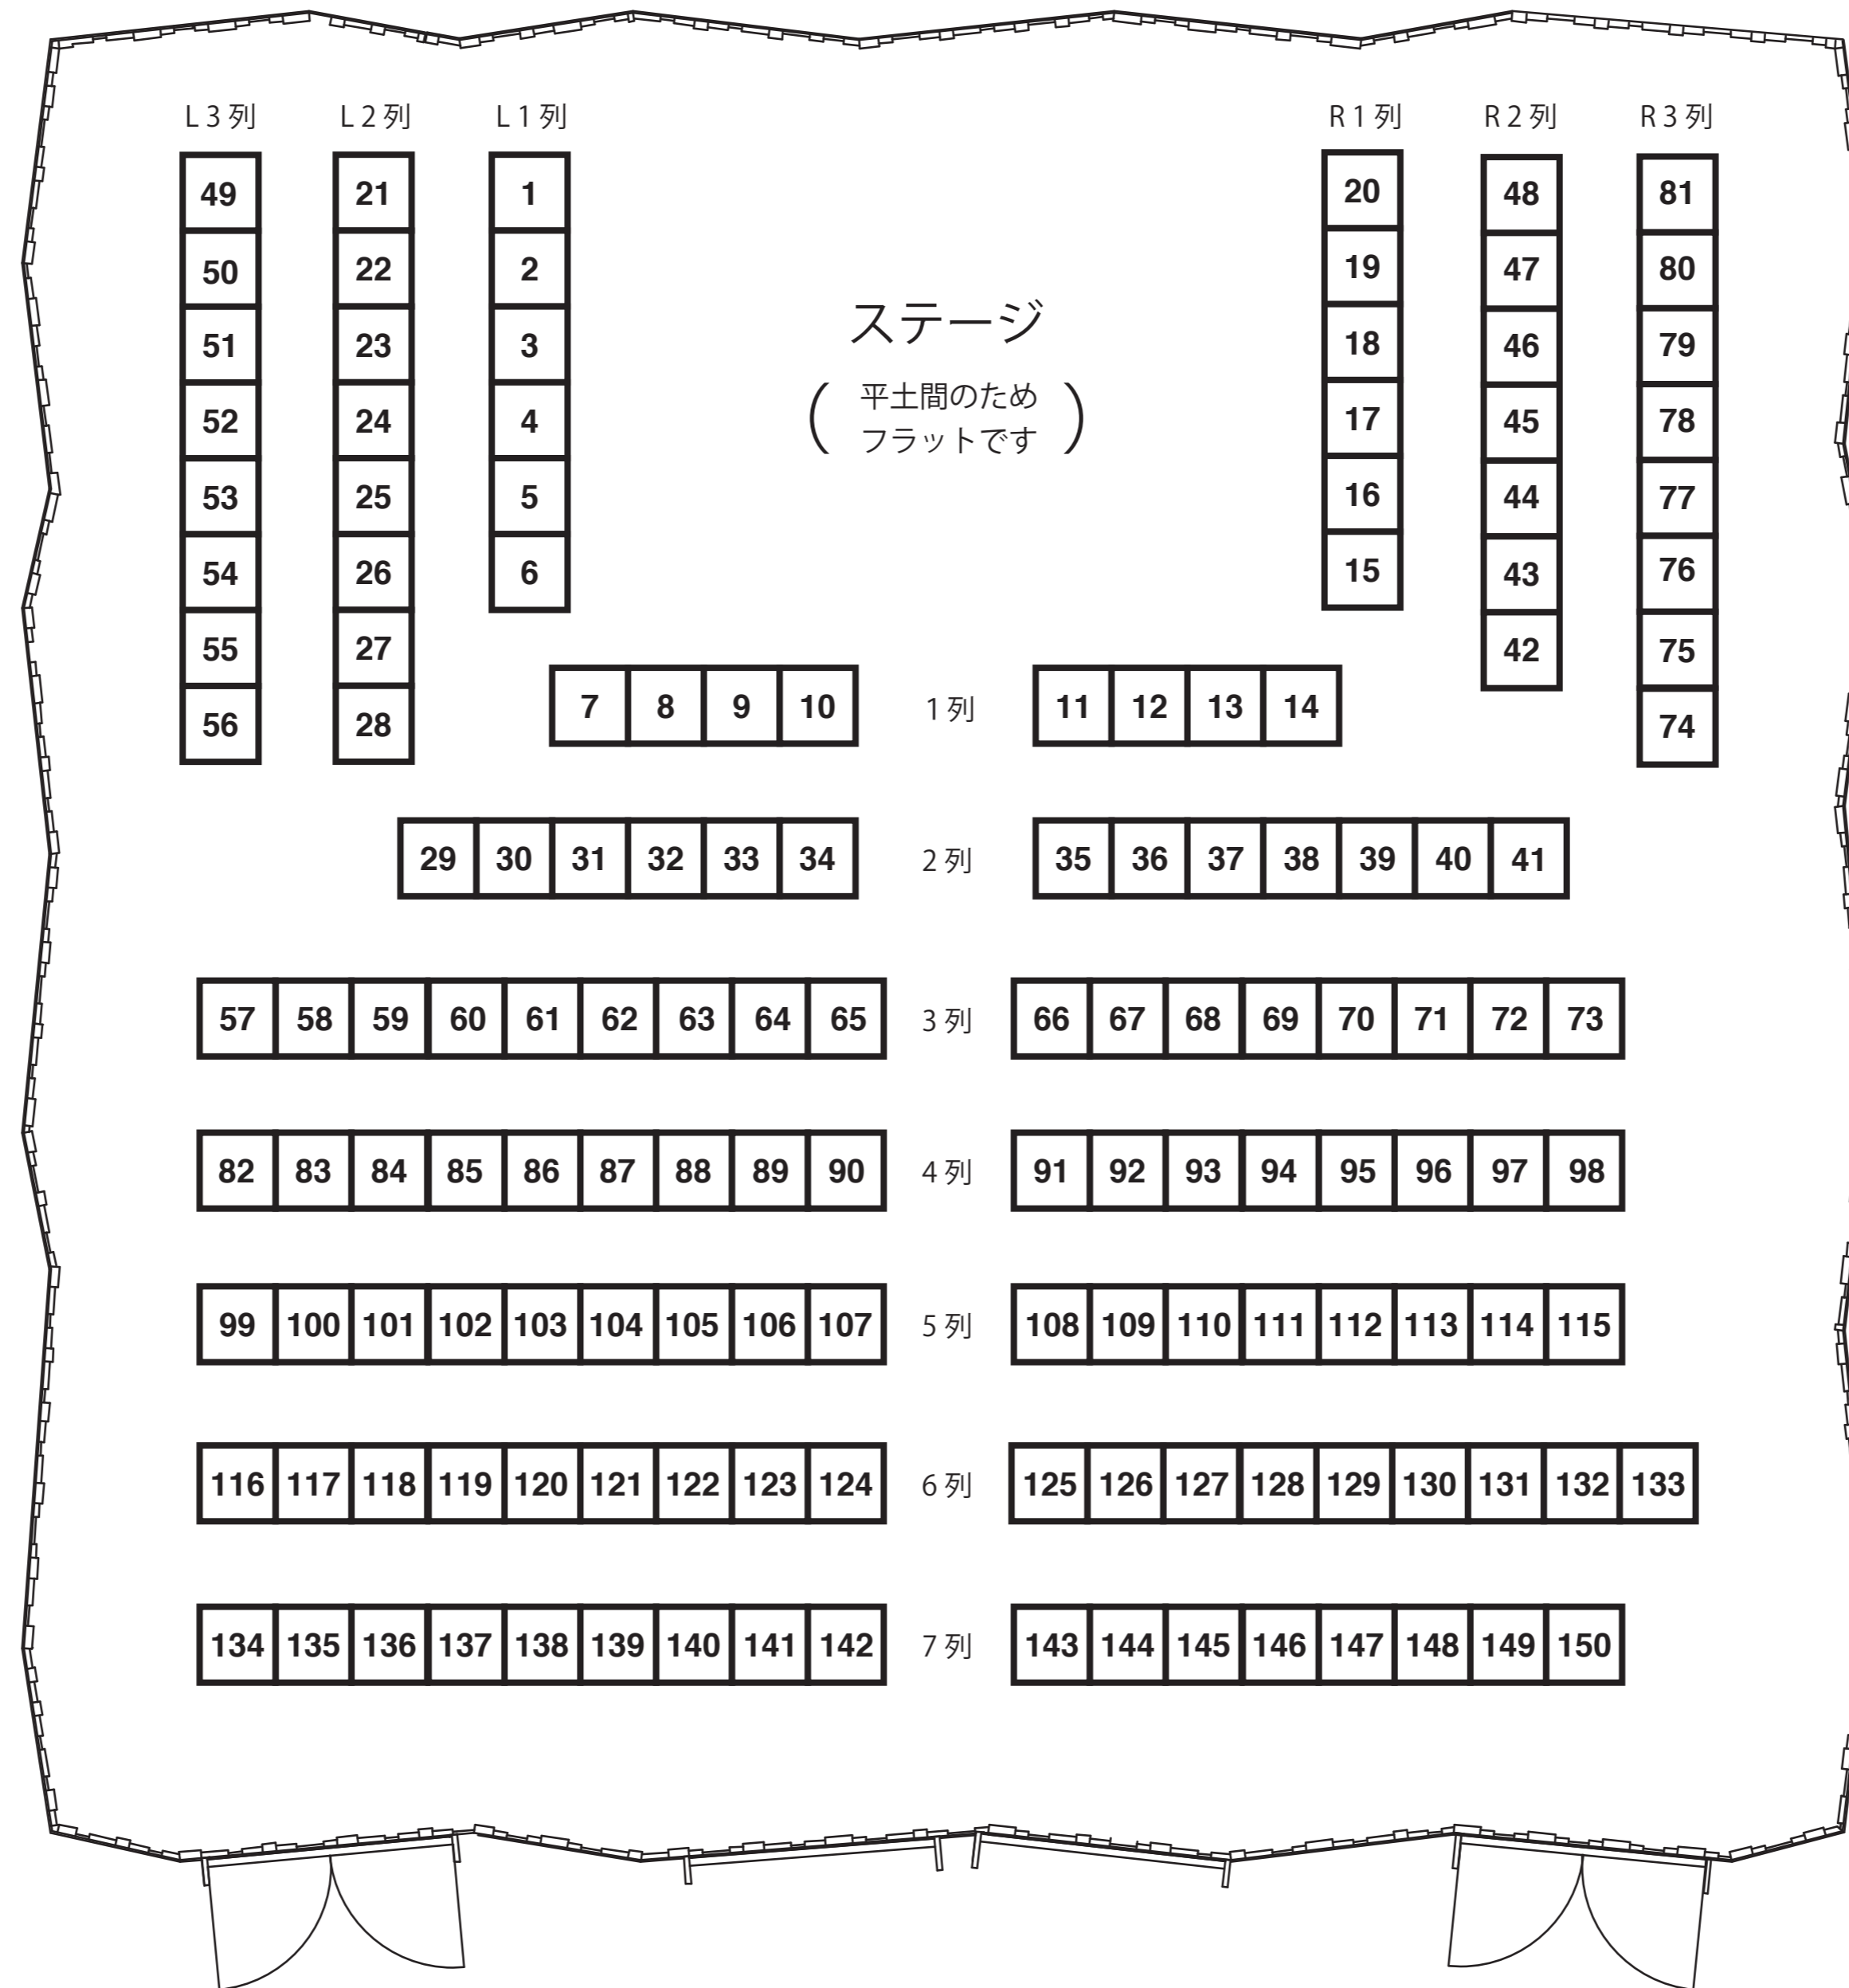 L 3 列 L 2 列 L 1 列 R 1 列 R 2 列 R 3 列
49 21 1 20 48 81
50 22 2 19 47 80
51 23 3 18 46 79
ステージ
52 24 4 17 45 78
( 平土間のため
フラットです )
53 25 5 16 44 77
54 26 6 15 43 76
55 27 42 75
56 28 7 8 9 10 1 列 11 12 13 14 74
29 30 31 32 33 34 2 列 35 36 37 38 39 40 41
57 58 59 60 61 62 63 64 65 3 列 66 67 68 69 70 71 72 73
82 83 84 85 86 87 88 89 90 4 列 91 92 93 94 95 96 97 98
99 100 101 102 103 104 105 106 107 5 列 108 109 110 111 112 113 114 115
116 117 118 119 120 121 122 123 124 6 列 125 126 127 128 129 130 131 132 133
134 135 136 137 138 139 140 141 142 7 列 143 144 145 146 147 148 149 150